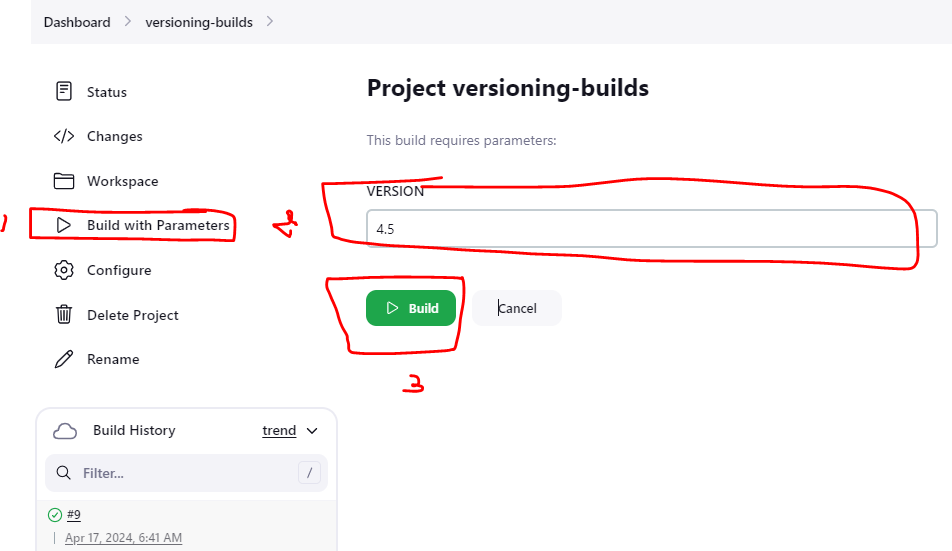 Dashboard > versioning-builds >
Status
Changes
Workspace
1
Build with Parameters
Configure
Delete Project
Rename
Build History
trend
Filter...
/
#9
Apr 17, 2024, 6:41 AM
Project versioning-builds
This build requires parameters:
VERSION
2
4.5
Build
Cancel
3